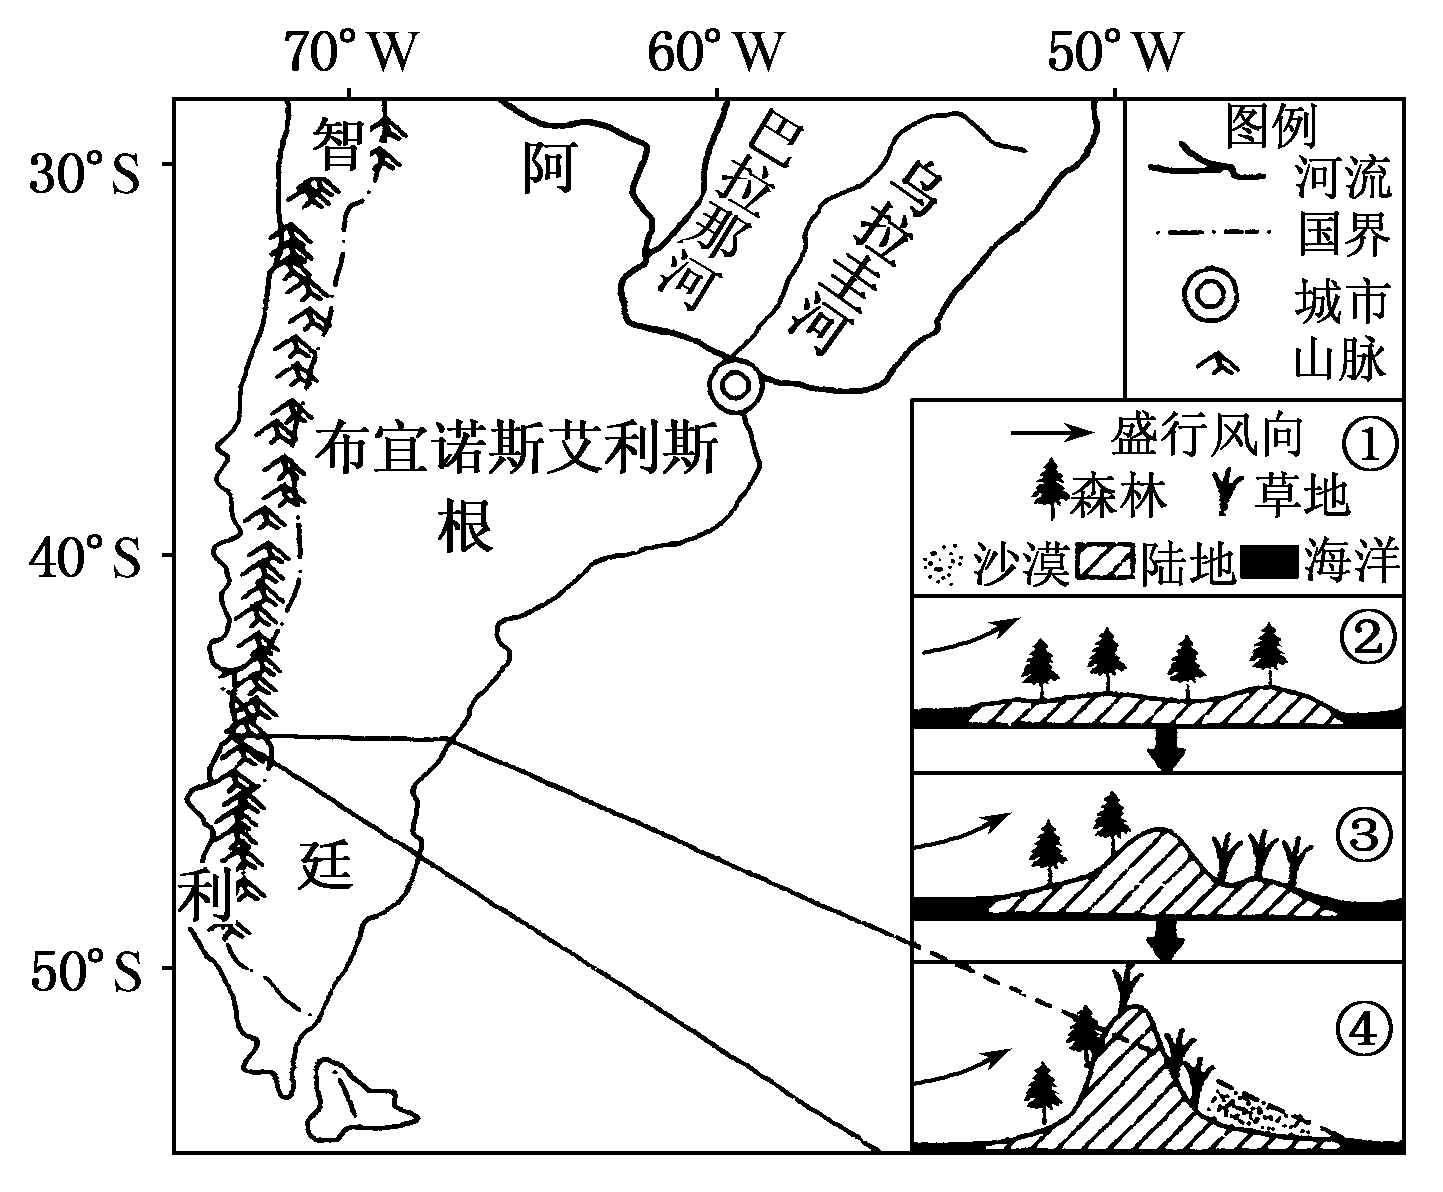 70°W 60°W 50°W
30°S
40°S
50°S
智
利
阿
根
廷
巴拉那河
乌拉圭河
布宜诺斯艾利斯
图例
河流
国界
城市
山脉
盛行风向 ①
森林 草地
沙漠 陆地 海洋
②
③
④